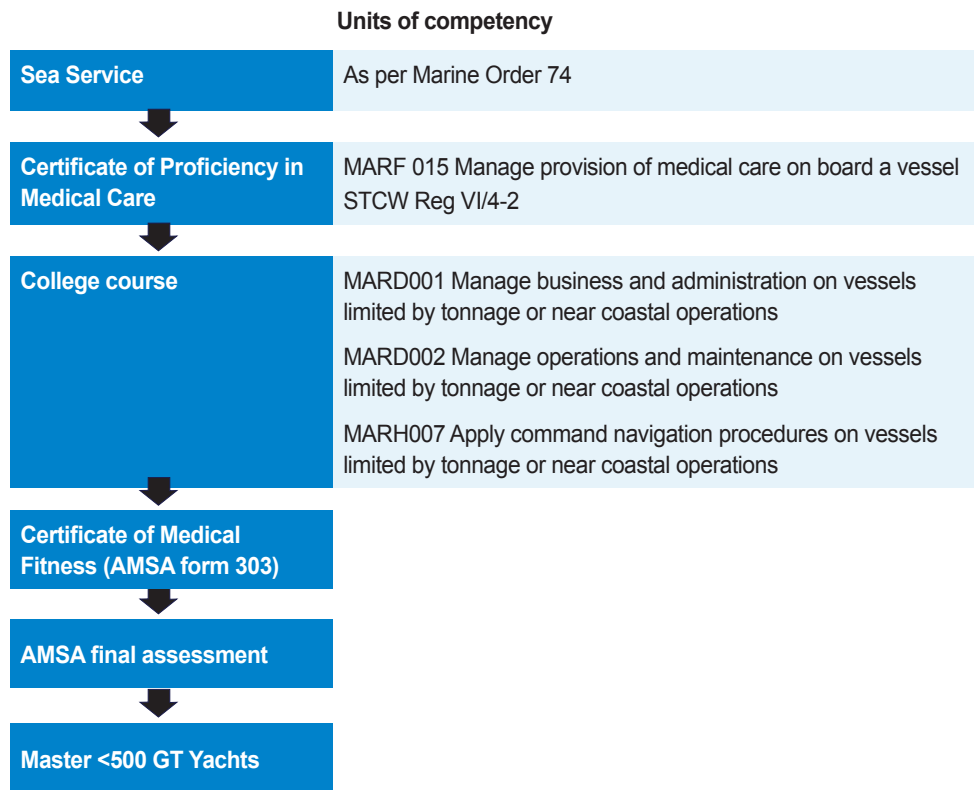 Units of competency
Sea Service
As per Marine Order 74
Certificate of Proficiency in
Medical Care
MARF 015 Manage provision of medical care on board a vessel
STCW Reg VI/4-2
College course
MARD001 Manage business and administration on vessels
limited by tonnage or near coastal operations
MARD002 Manage operations and maintenance on vessels
limited by tonnage or near coastal operations
MARH007 Apply command navigation procedures on vessels
limited by tonnage or near coastal operations
Certificate of Medical
Fitness (AMSA form 303)
AMSA final assessment
Master <500 GT Yachts